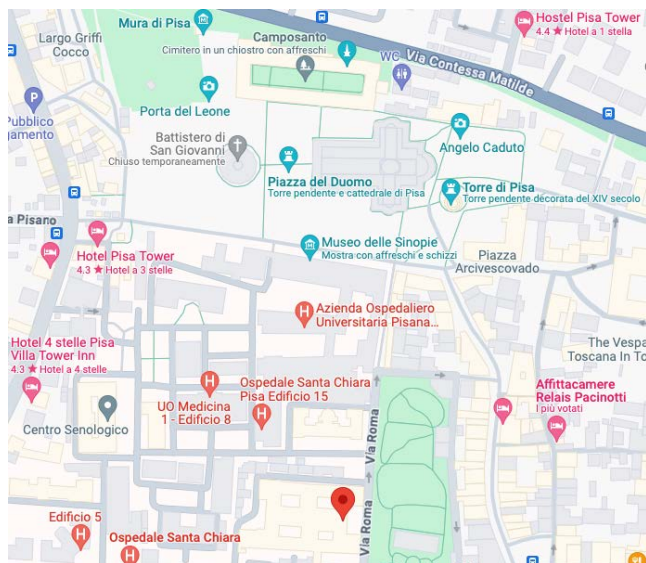 Hostel Pisa Tower
4.4 ★ Hotel a 1 stella
Mura di Pisa
Largo Griffi
Cocco
Camposanto
Cimitero in un chiostro con affreschi
WC
Via Contessa Matilde
P
Pubblico
Porta del Leone
Battistero di
San Giovanni
Chiuso temporaneamente
Angelo Caduto
Piazza del Duomo
Torre pendente e cattedrale di Pisa
Torre di Pisa
Torre pendente decorata del XIV secolo
a Pisano
Hotel Pisa Tower
4.3 ★ Hotel a 3 stelle
Museo delle Sinopie
Mostra con affreschi e schizzi
Piazza
Arcivescovado
H
Azienda Ospedaliero
Universitaria Pisana...
Hotel 4 stelle Pisa
Villa Tower Inn
4.3 ★ Hotel a 4 stelle
The Vespa
Toscana In To
H
UO Medicina
1 - Edificio 8
Ospedale Santa Chiara
Pisa Edificio 15
H
Affittacamere
Relais Pacinotti
I più votati
Centro Senologico
Via Roma
Via Roma
Edificio 5
H
Ospedale Santa Chiara
H